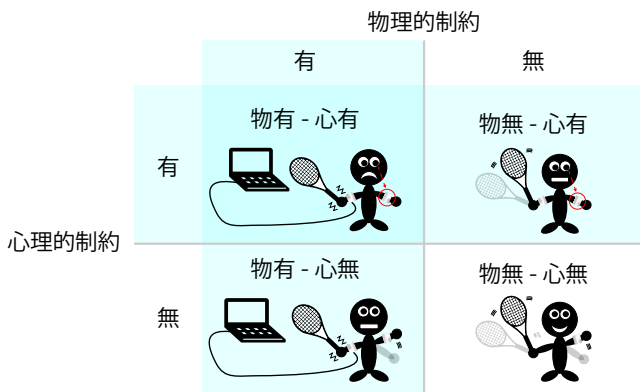 物理的制約
有
無
物有 - 心有
物無 - 心有
有
心理的制約
物有 - 心無
物無 - 心無
無